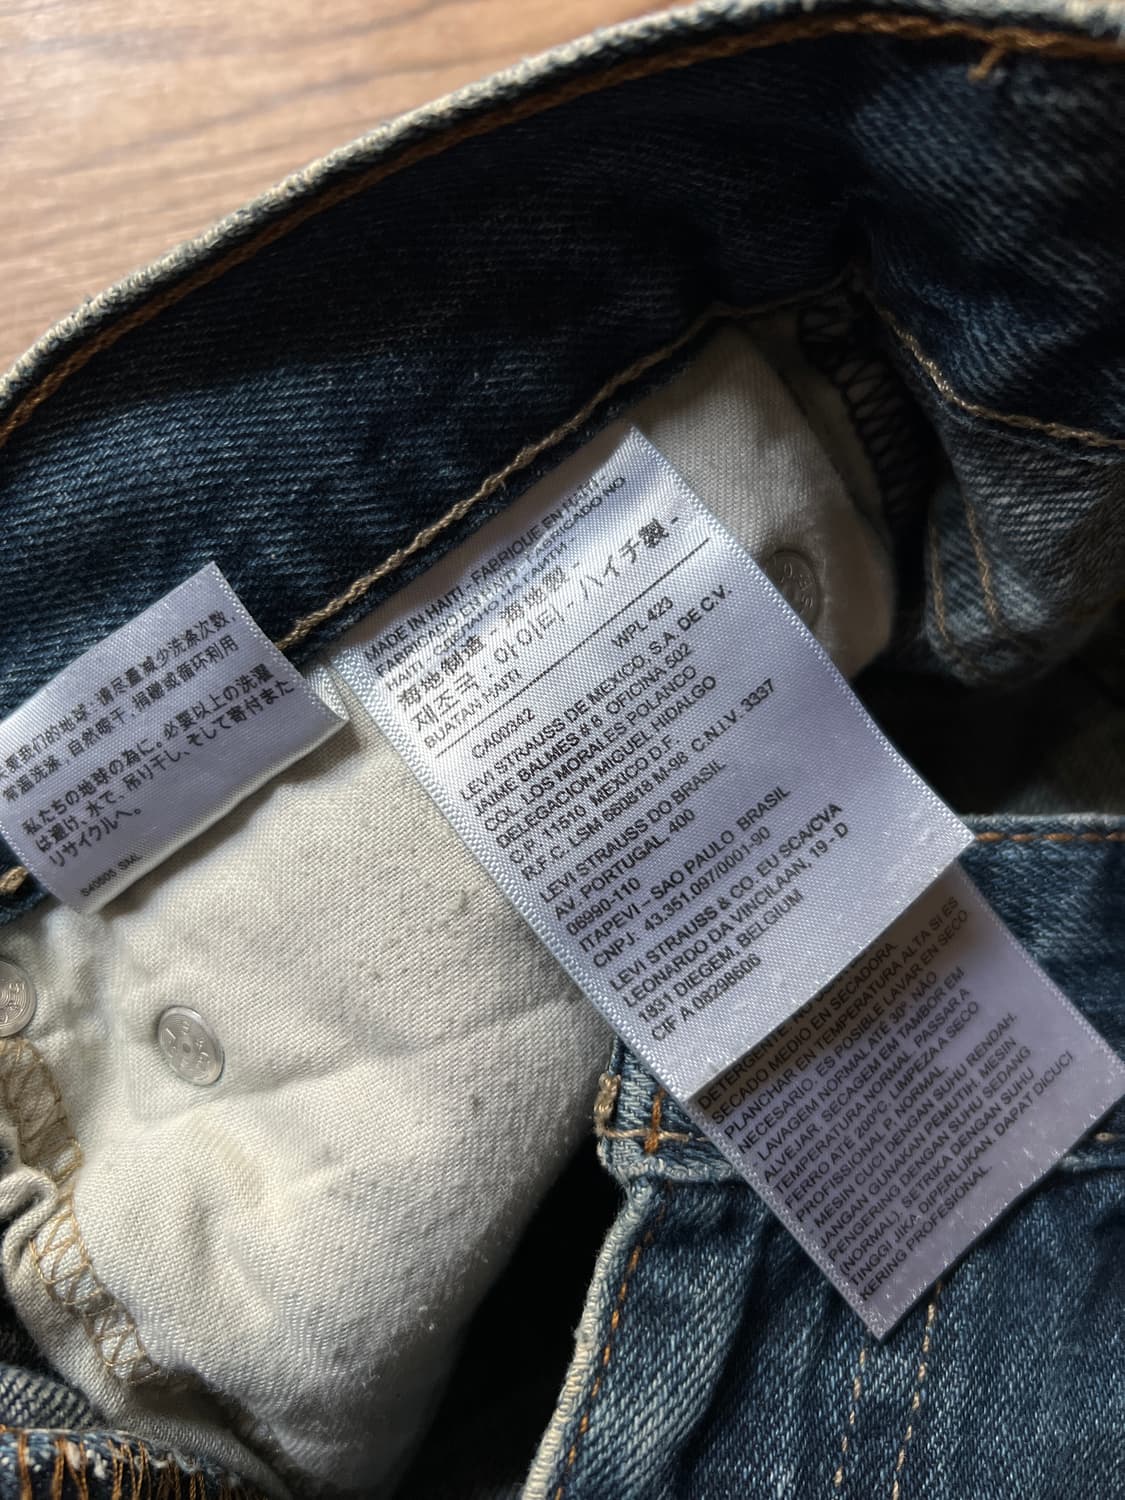 大爱我们的地球:请尽量减少洗涤次数,
常温洗涤,自然晾干,捐赠或循环利用
私たちの地球の為に。必要以上の洗濯
は避け、水で、吊り干し、そして寄付また
リサイクルへ。
MADE IN HAITI - FABRIQUE EN HAITI
FABRICADO EN HAITI - FABRICADO NO
HAITI - СДЕЛАНО НА ГАИТИ
海地制造 - 海地製造 -
제조국 : 아이티 - ハイチ製 -
BUATAN HAITI
CA00342 WPL 423
LEVI STRAUSS DE MEXICO, S.A. DE C.V.
JAIME BALMES # 8 OFICINA 502
COL. LOS MORALES POLANCO
DELEGACION MIGUEL HIDALGO
C.P. 11510 MEXICO D.F.
R.F.C. LSM 660818 M-98 C.N.I.V. 3337
LEVI STRAUSS DO BRASIL
AV. PORTUGAL, 400
06990-110
ITAPEVI – SAO PAULO BRASIL
CNPJ- 43.351.097/0001-90
LEVI STRAUSS & CO. EU SCA/CVA
LEONARDO DA VINCILAAN, 19 - D
1831 DIEGEM, BELGIUM
CIF A 08298606
DETERGENTE.
SECADO MEDIO EN SECADORA.
PLANCHAR EN TEMPERATURA ALTA SI ES
NECESARIO. ES POSIBLE LAVAR EN SECO.
LAVAGEM NORMAL ATÉ 30º. NÃO
ALVEJAR. SECAGEM EM TAMBOR EM
TEMPERATURA NORMAL. PASSAR A
FERRO ATÉ 200ºC. LIMPEZA A SECO
PROFISSIONAL P, NORMAL.
MESIN CUCI DENGAN SUHU RENDAH.
JANGAN GUNAKAN PEMUTIH. MESIN
PENGERING DENGAN SUHU SEDANG
(NORMAL). SETRIKA DENGAN SUHU
TINGGI JIKA DIPERLUKAN. DAPAT DICUCI
KERING PROFESSIONAL.